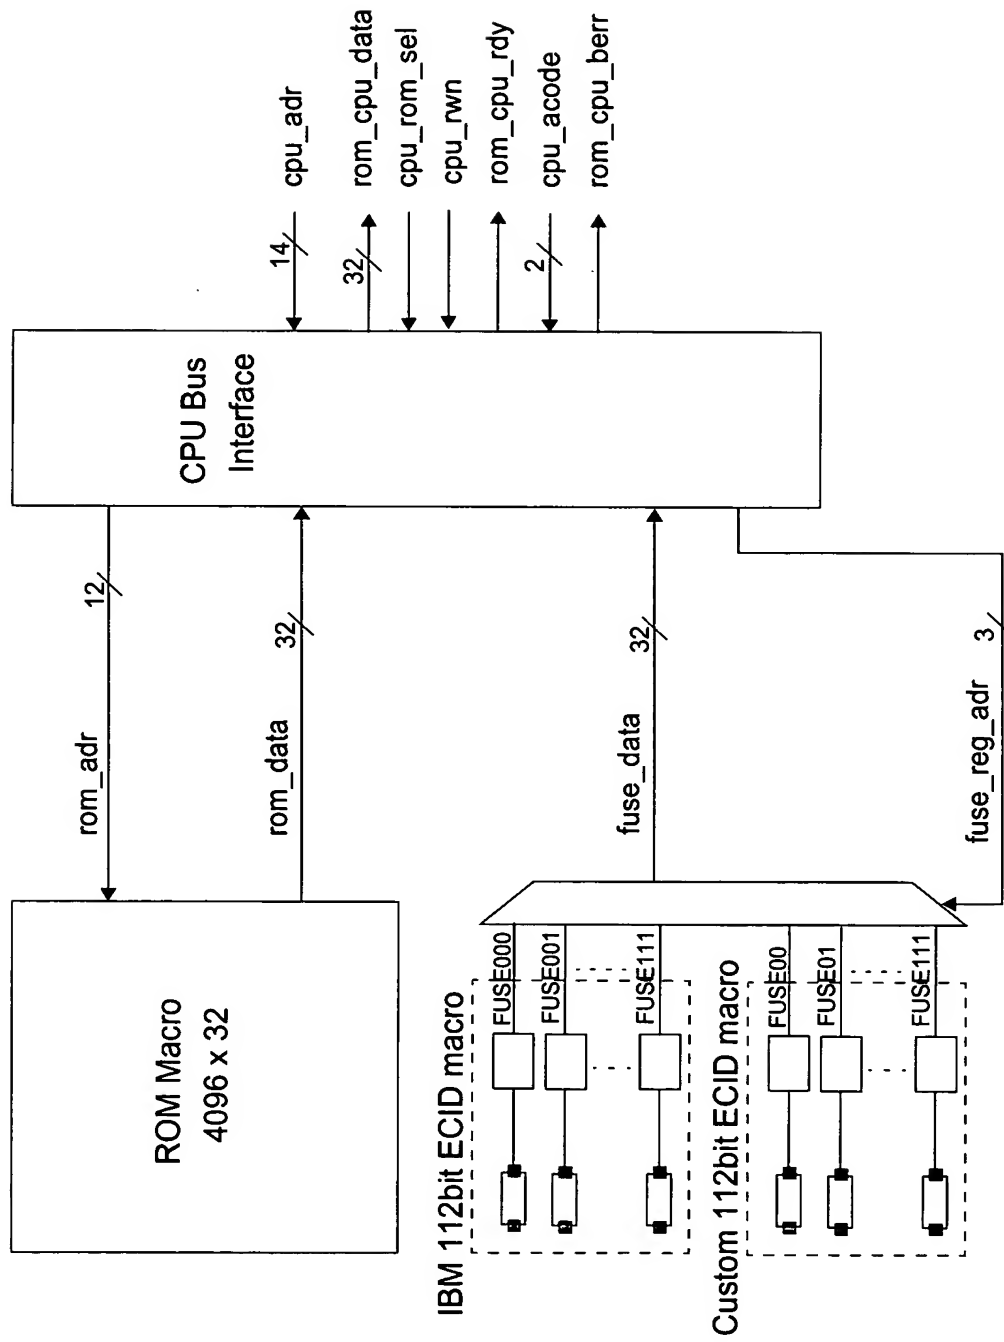 ROM Macro
4096 x 32
rom_adr
12
rom_data
32
CPU Bus
Interface
14
cpu_adr
32
rom_cpu_data
cpu_rom_sel
cpu_rwn
rom_cpu_rdy
2
cpu_acode
rom_cpu_berr
IBM 112bit ECID macro
FUSE000
FUSE001
FUSE111
fuse_data
32
Custom 112bit ECID macro
FUSE00
FUSE01
FUSE111
fuse_reg_adr
3